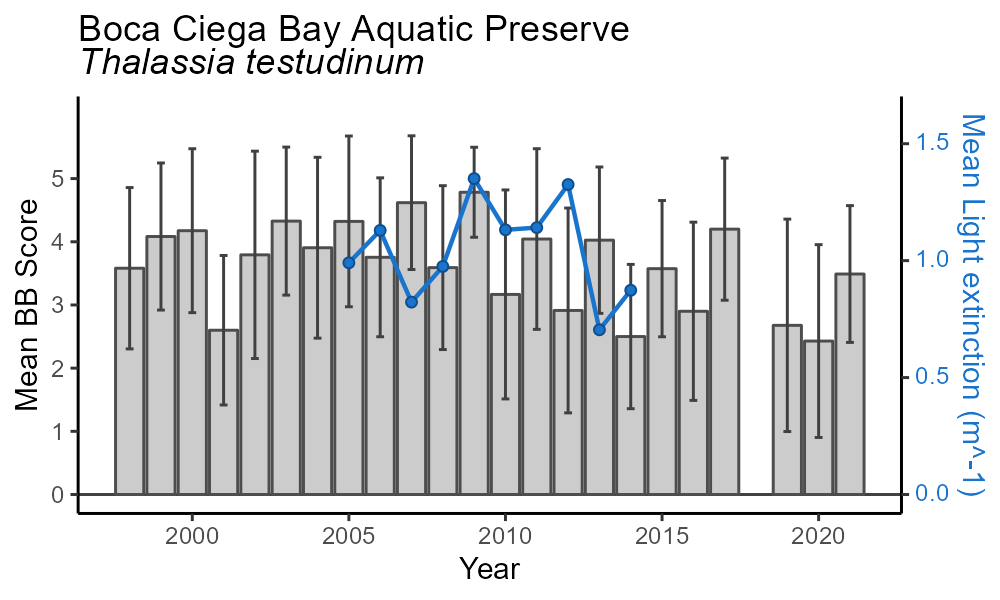 Boca Ciega Bay Aquatic Preserve
Thalassia testudinum
Mean BB Score
5
4
3
2
1
0
1.5
1.0
0.5
0.0
Mean Light extinction (m^-1)
2000 2005 2010 2015 2020
Year